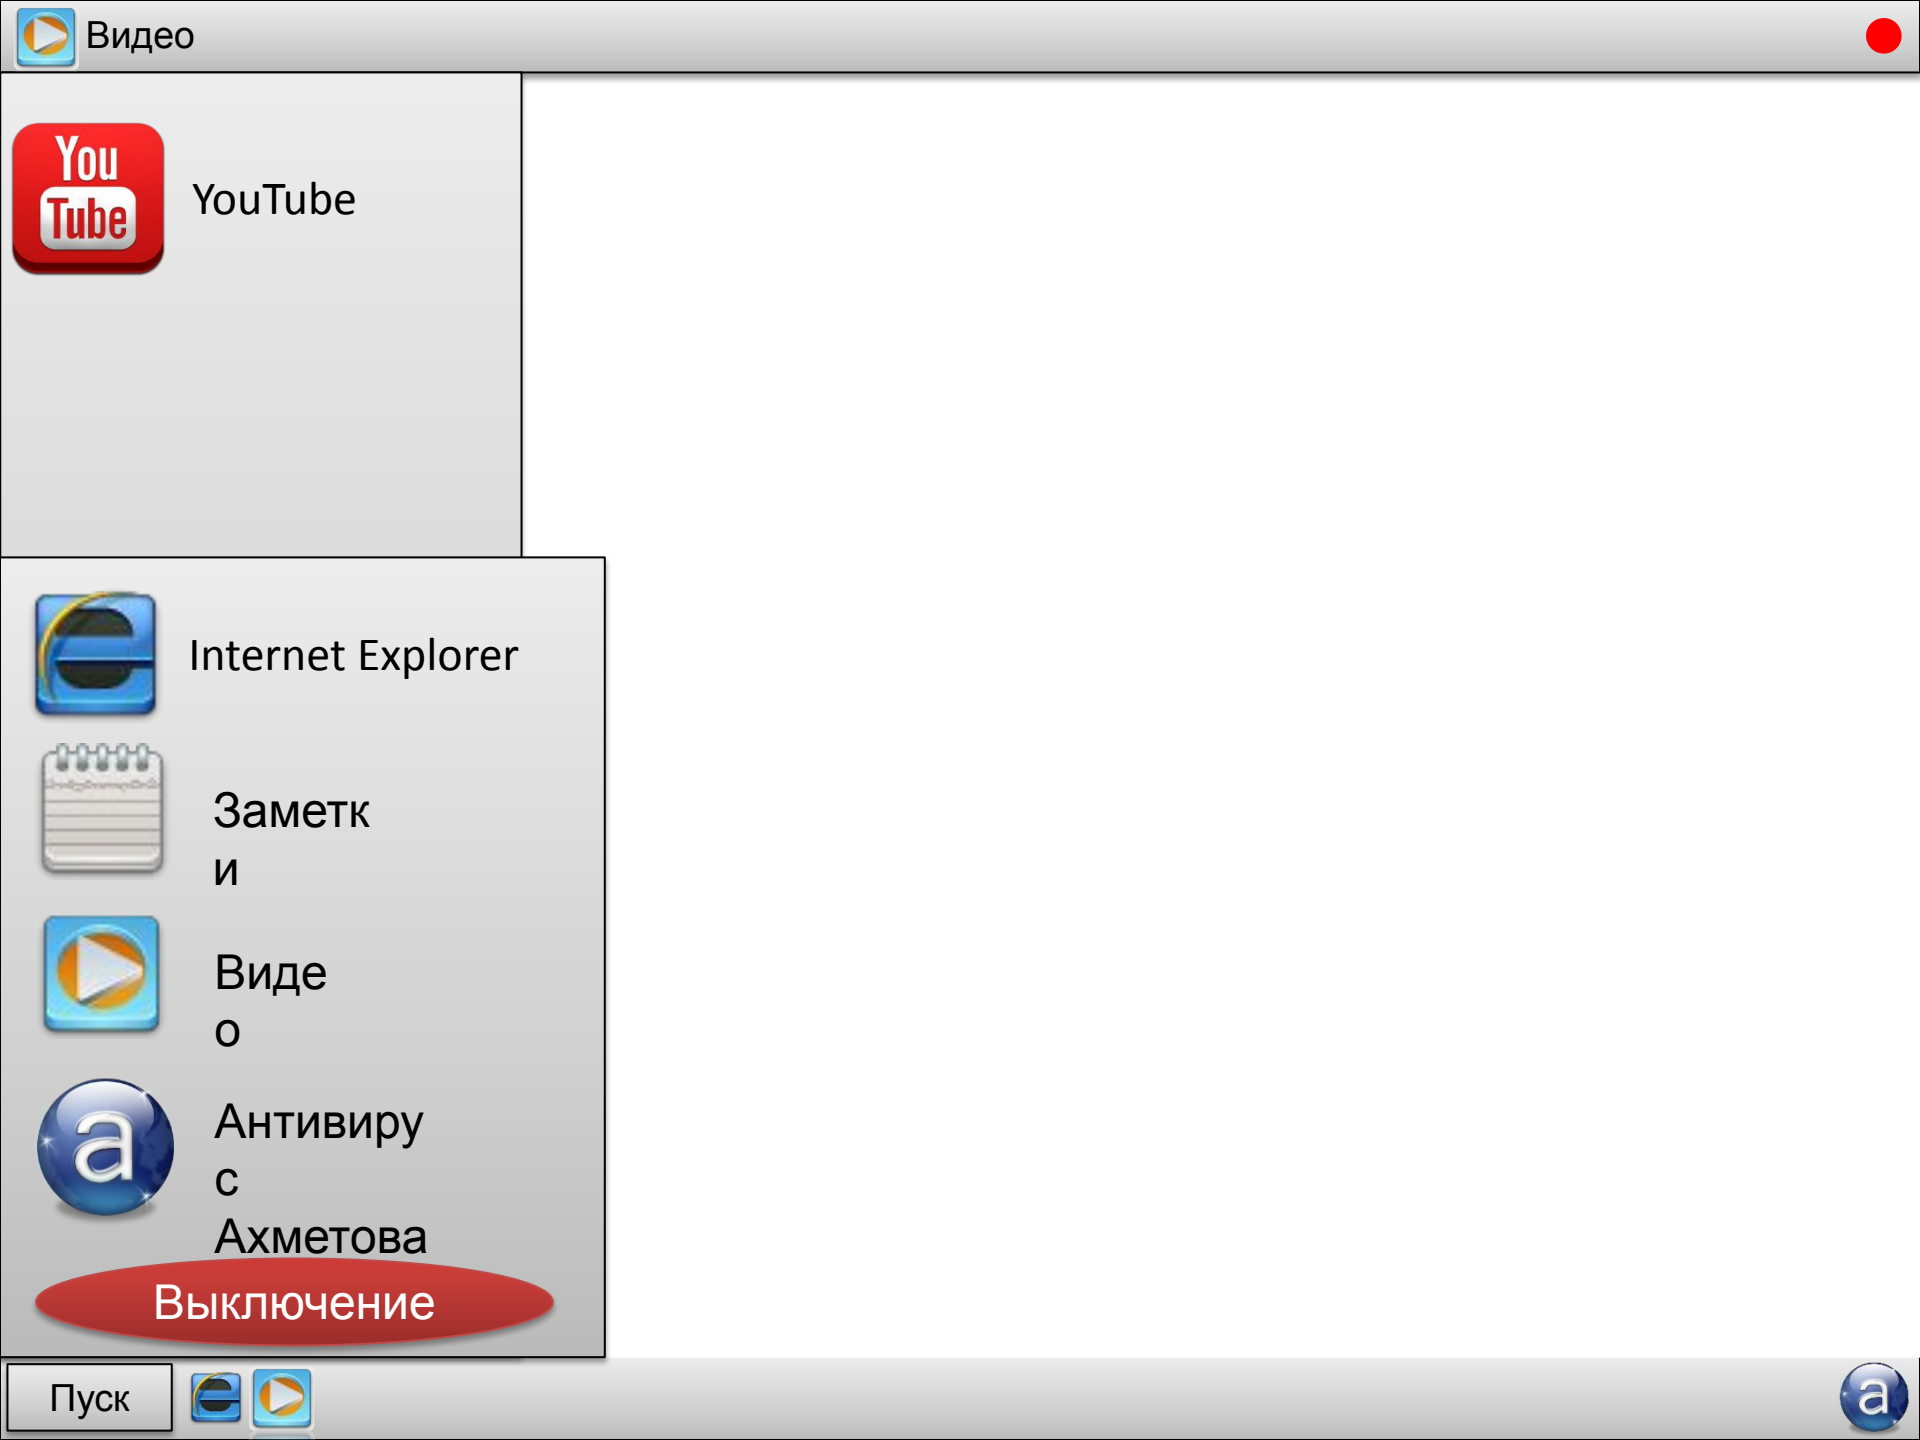 Видео
You
Tube
YouTube
Internet Explorer
Заметк
и
Виде
о
Антивиру
с
Ахметова
Выключение
Пуск